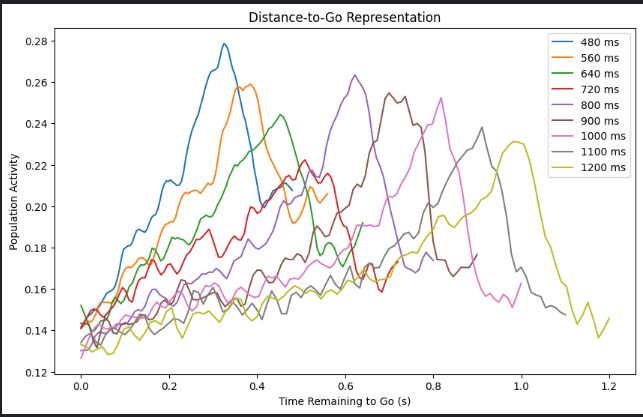 Distance-to-Go Representation
0.28
0.26
0.24
0.22
0.20
0.18
0.16
0.14
0.12
Population Activity
480 ms
560 ms
640 ms
720 ms
800 ms
900 ms
1000 ms
1100 ms
1200 ms
0.0 0.2 0.4 0.6 0.8 1.0 1.2
Time Remaining to Go (s)